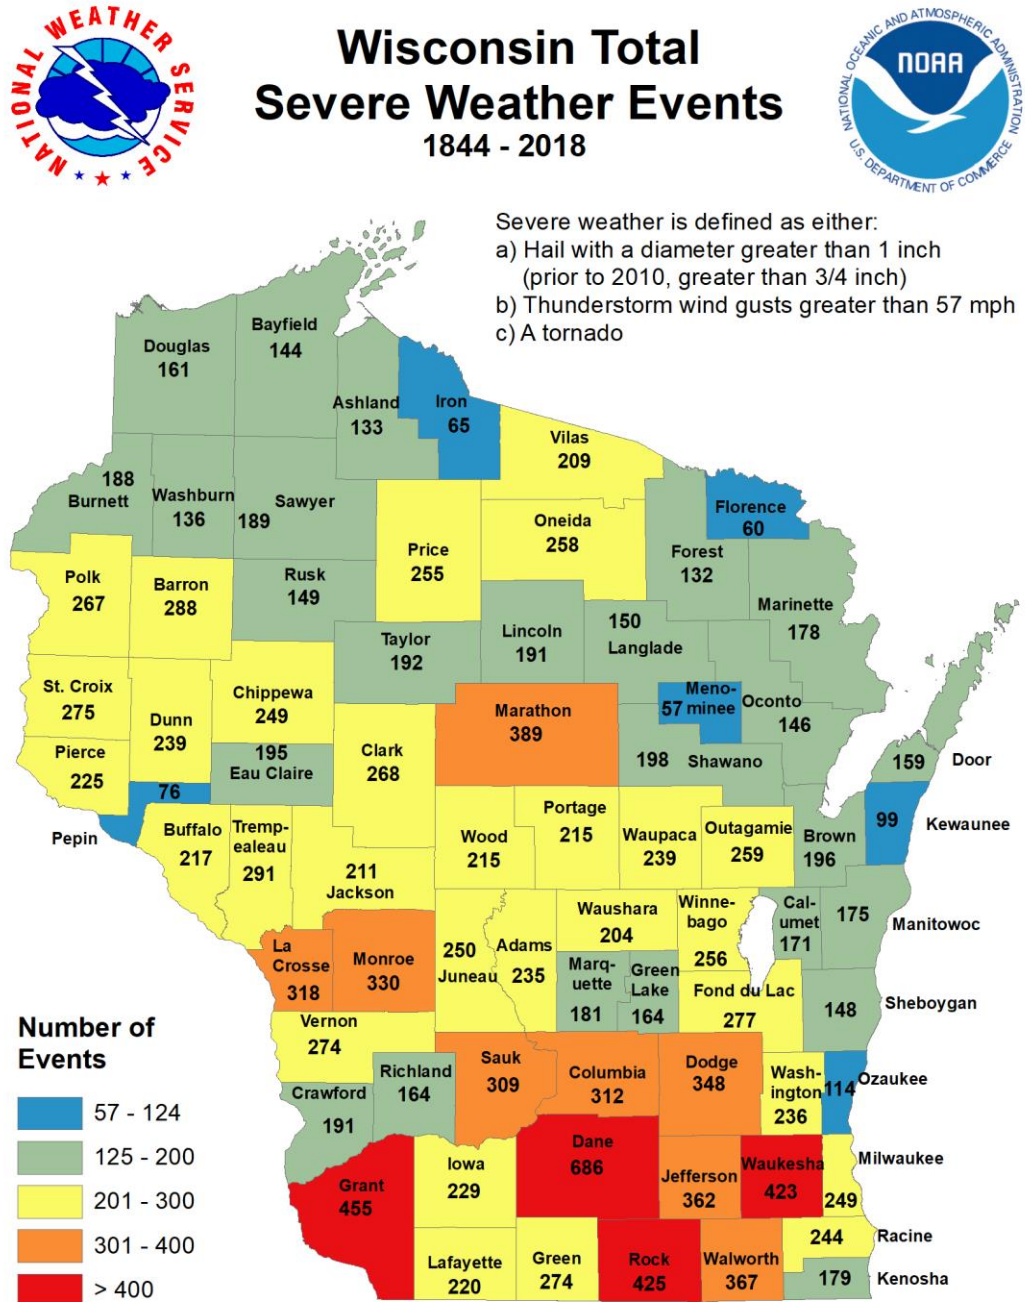 NATIONAL WEATHER SERVICE
Wisconsin Total
Severe Weather Events
1844 - 2018
NATIONAL OCEANIC AND ATMOSPHERIC ADMINISTRATION
NOAA
U.S. DEPARTMENT OF COMMERCE
Severe weather is defined as either:
a) Hail with a diameter greater than 1 inch
(prior to 2010, greater than 3/4 inch)
b) Thunderstorm wind gusts greater than 57 mph
c) A tornado
Douglas
161
Bayfield
144
Ashland
133
Iron
65
Vilas
209
188
Burnett
Washburn
136
Sawyer
189
Florence
60
Oneida
258
Price
255
Forest
132
Polk
267
Barron
288
Rusk
149
Marinette
178
Taylor
192
Lincoln
191
150
Langlade
St. Croix
275
Dunn
239
Chippewa
249
Marathon
389
Meno-
57 minee
Oconto
146
Pierce
225
195
Eau Claire
Clark
268
198 Shawano
159
Door
76
Pepin
Buffalo
217
Tremp-
ealeau
291
211
Jackson
Wood
215
Portage
215
Waupaca
239
Outagamie
259
Brown
196
99
Kewaunee
La
Crosse
318
Monroe
330
250
Juneau
Adams
235
Waushara
204
Winne-
bago
256
Cal-
umet
171
175
Manitowoc
Marq-
uette
181
Green
Lake
164
Fond du Lac
277
148
Sheboygan
Vernon
274
Richland
164
Crawford
191
Sauk
309
Columbia
312
Dodge
348
Wash-
ington
236
114
Ozaukee
Grant
455
Iowa
229
Dane
686
Jefferson
362
Waukesha
423
Milwaukee
249
Lafayette
220
Green
274
Rock
425
Walworth
367
244
Racine
179
Kenosha
Number of
Events
57 - 124
125 - 200
201 - 300
301 - 400
> 400